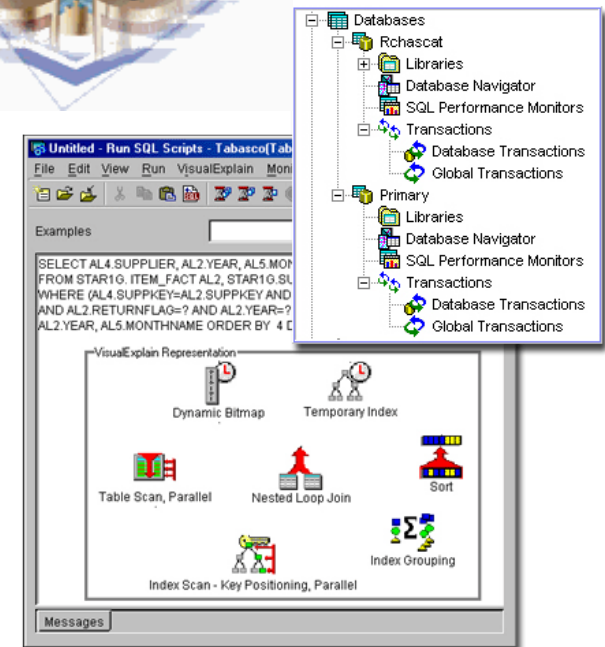 Databases
Rchascat
Libraries
Database Navigator
SQL Performance Monitors
Transactions
Database Transactions
Global Transactions
Primary
Libraries
Database Navigator
SQL Performance Monitors
Transactions
Database Transactions
Global Transactions
Untitled - Run SQL Scripts - Tabasco(Tab
File Edit View Run VisualExplain Moni
Examples
SELECT AL4.SUPPLIER, AL2.YEAR, AL5.MON
FROM STAR1G. ITEM_FACT AL2, STAR1G.SU
WHERE (AL4.SUPPKEY=AL2.SUPPKEY AND
AND AL2.RETURNFLAG=? AND AL2.YEAR=?
AL2.YEAR, AL5.MONTHNAME ORDER BY 4 D
VisualExplain Representation
Dynamic Bitmap
Temporary Index
Table Scan, Parallel
Nested Loop Join
Sort
Index Grouping
Index Scan - Key Positioning, Parallel
Messages